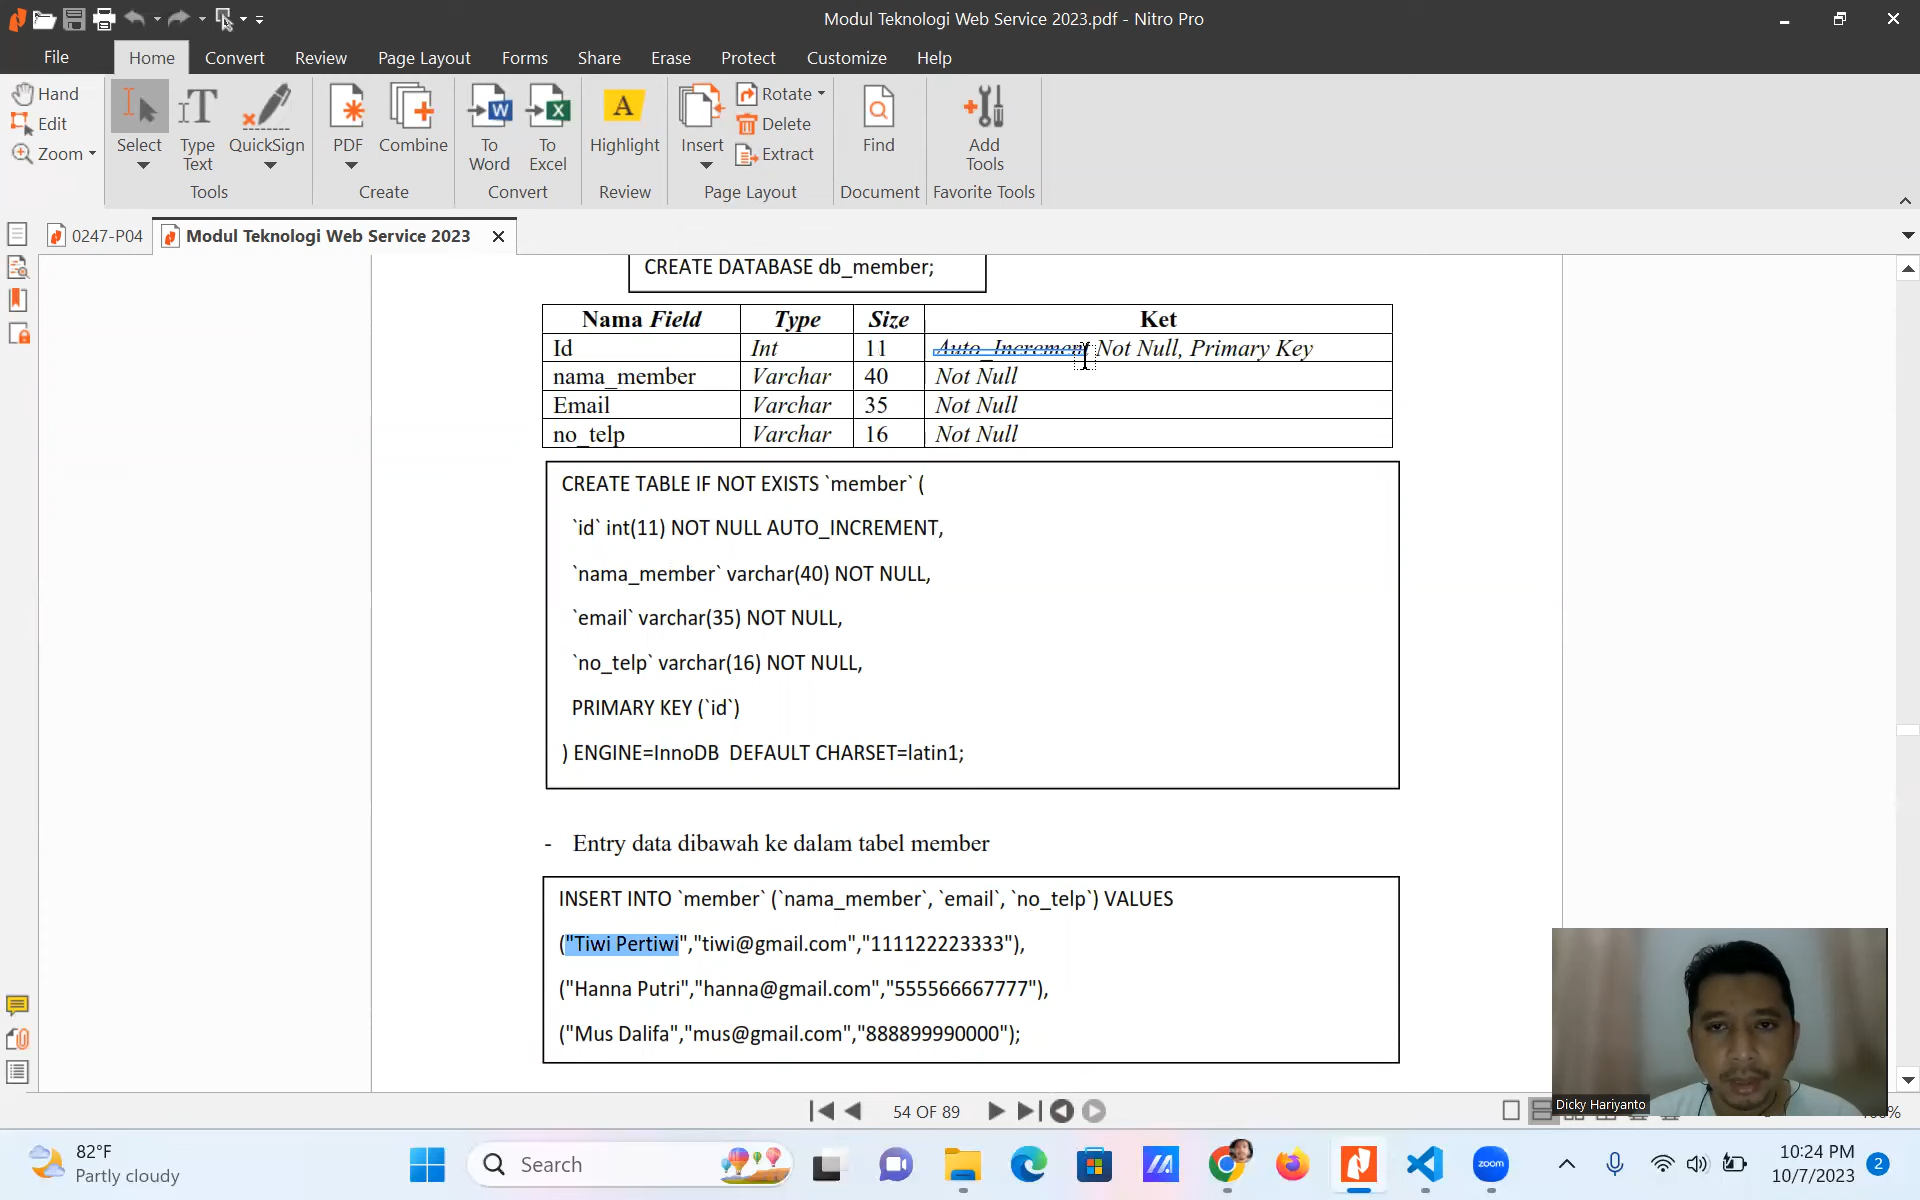 Modul Teknologi Web Service 2023.pdf - Nitro Pro
File
Home
Convert
Review
Page Layout
Forms
Share
Erase
Protect
Customize
Help
Hand
Edit
Zoom
Select
Type
Text
QuickSign
Tools
PDF
Combine
Create
To
Word
To
Excel
Convert
Highlight
Review
Insert
Rotate
Delete
Extract
Page Layout
Find
Document
Add
Tools
Favorite Tools
0247-P04
Modul Teknologi Web Service 2023
CREATE DATABASE db_member;
Nama Field Type Size Ket
Id Int 11 Auto_Increment Not Null, Primary Key
nama_member Varchar 40 Not Null
Email Varchar 35 Not Null
no_telp Varchar 16 Not Null
CREATE TABLE IF NOT EXISTS `member` (
`id` int(11) NOT NULL AUTO_INCREMENT,
`nama_member` varchar(40) NOT NULL,
`email` varchar(35) NOT NULL,
`no_telp` varchar(16) NOT NULL,
PRIMARY KEY (`id`)
) ENGINE=InnoDB DEFAULT CHARSET=latin1;
- Entry data dibawah ke dalam tabel member
INSERT INTO `member` (`nama_member`, `email`, `no_telp`) VALUES
("Tiwi Pertiwi","tiwi@gmail.com","111122223333"),
("Hanna Putri","hanna@gmail.com","555566667777"),
("Mus Dalifa","mus@gmail.com","888899990000");
Dicky Hariyanto
54 OF 89
82°F
Partly cloudy
Search
zoom
10:24 PM
10/7/2023
2